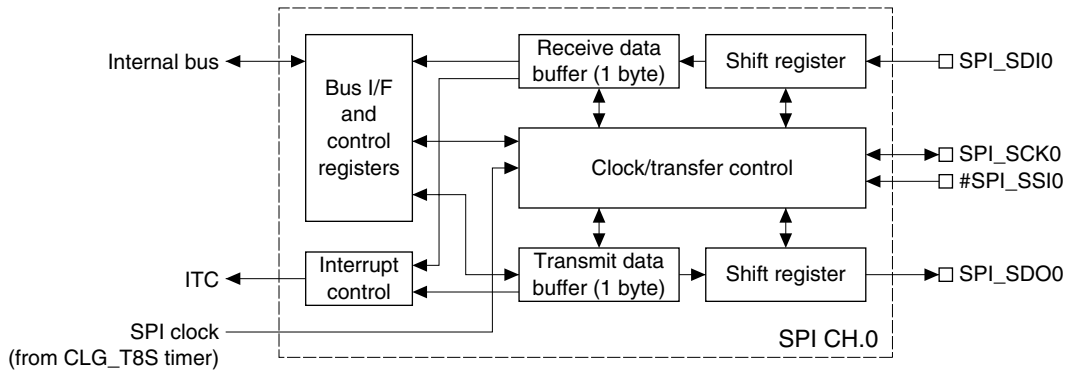 Internal bus
Bus I/F
and
control
registers
Receive data
buffer (1 byte)
Shift register
SPI_SDI0
Clock/transfer control
SPI_SCK0
#SPI_SSI0
ITC
Interrupt
control
Transmit data
buffer (1 byte)
Shift register
SPI_SDO0
SPI clock
(from CLG_T8S timer)
SPI CH.0